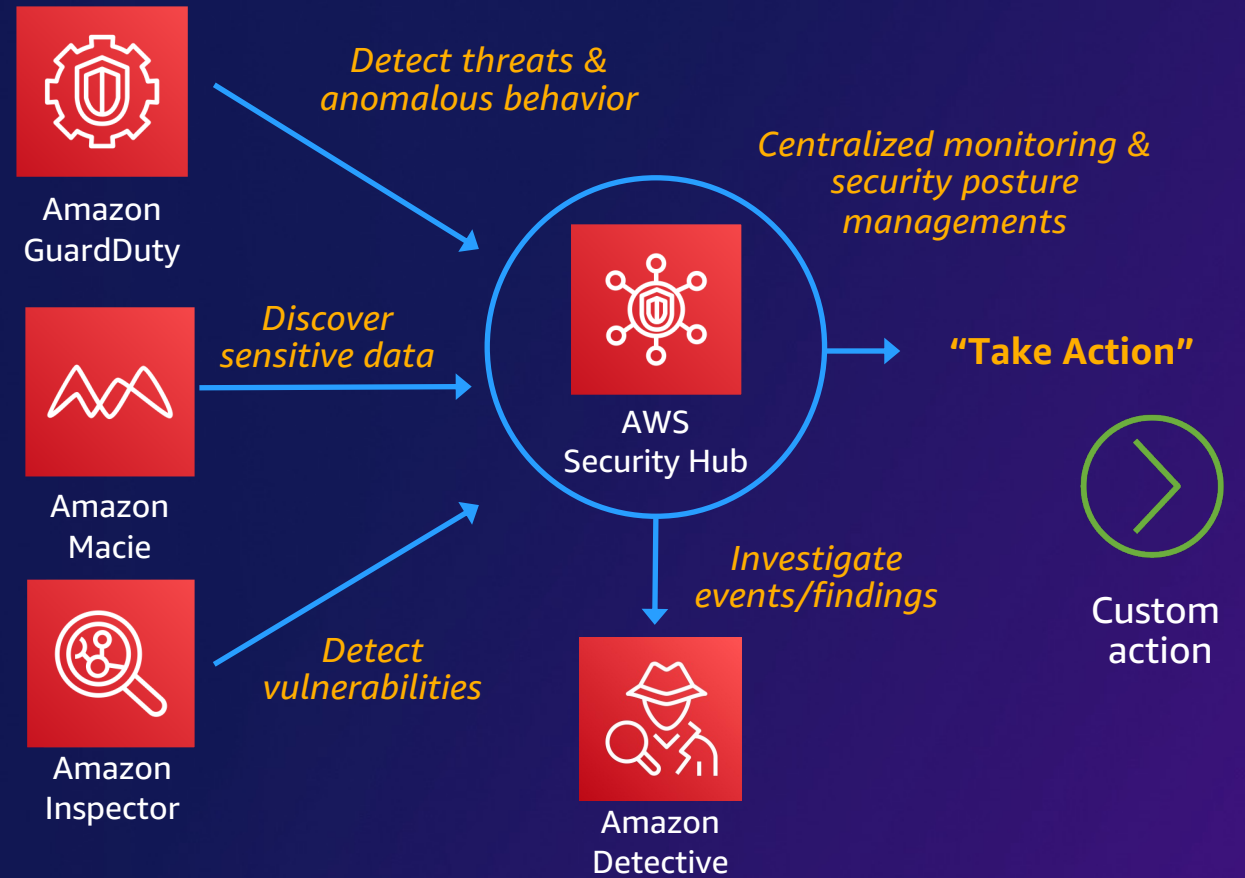 Detect threats &
anomalous behavior
Amazon
GuardDuty
Centralized monitoring &
security posture
managements
Discover
sensitive data
Amazon
Macie
AWS
Security Hub
“Take Action”
Investigate
events/findings
Custom
action
Detect
vulnerabilities
Amazon
Inspector
Amazon
Detective